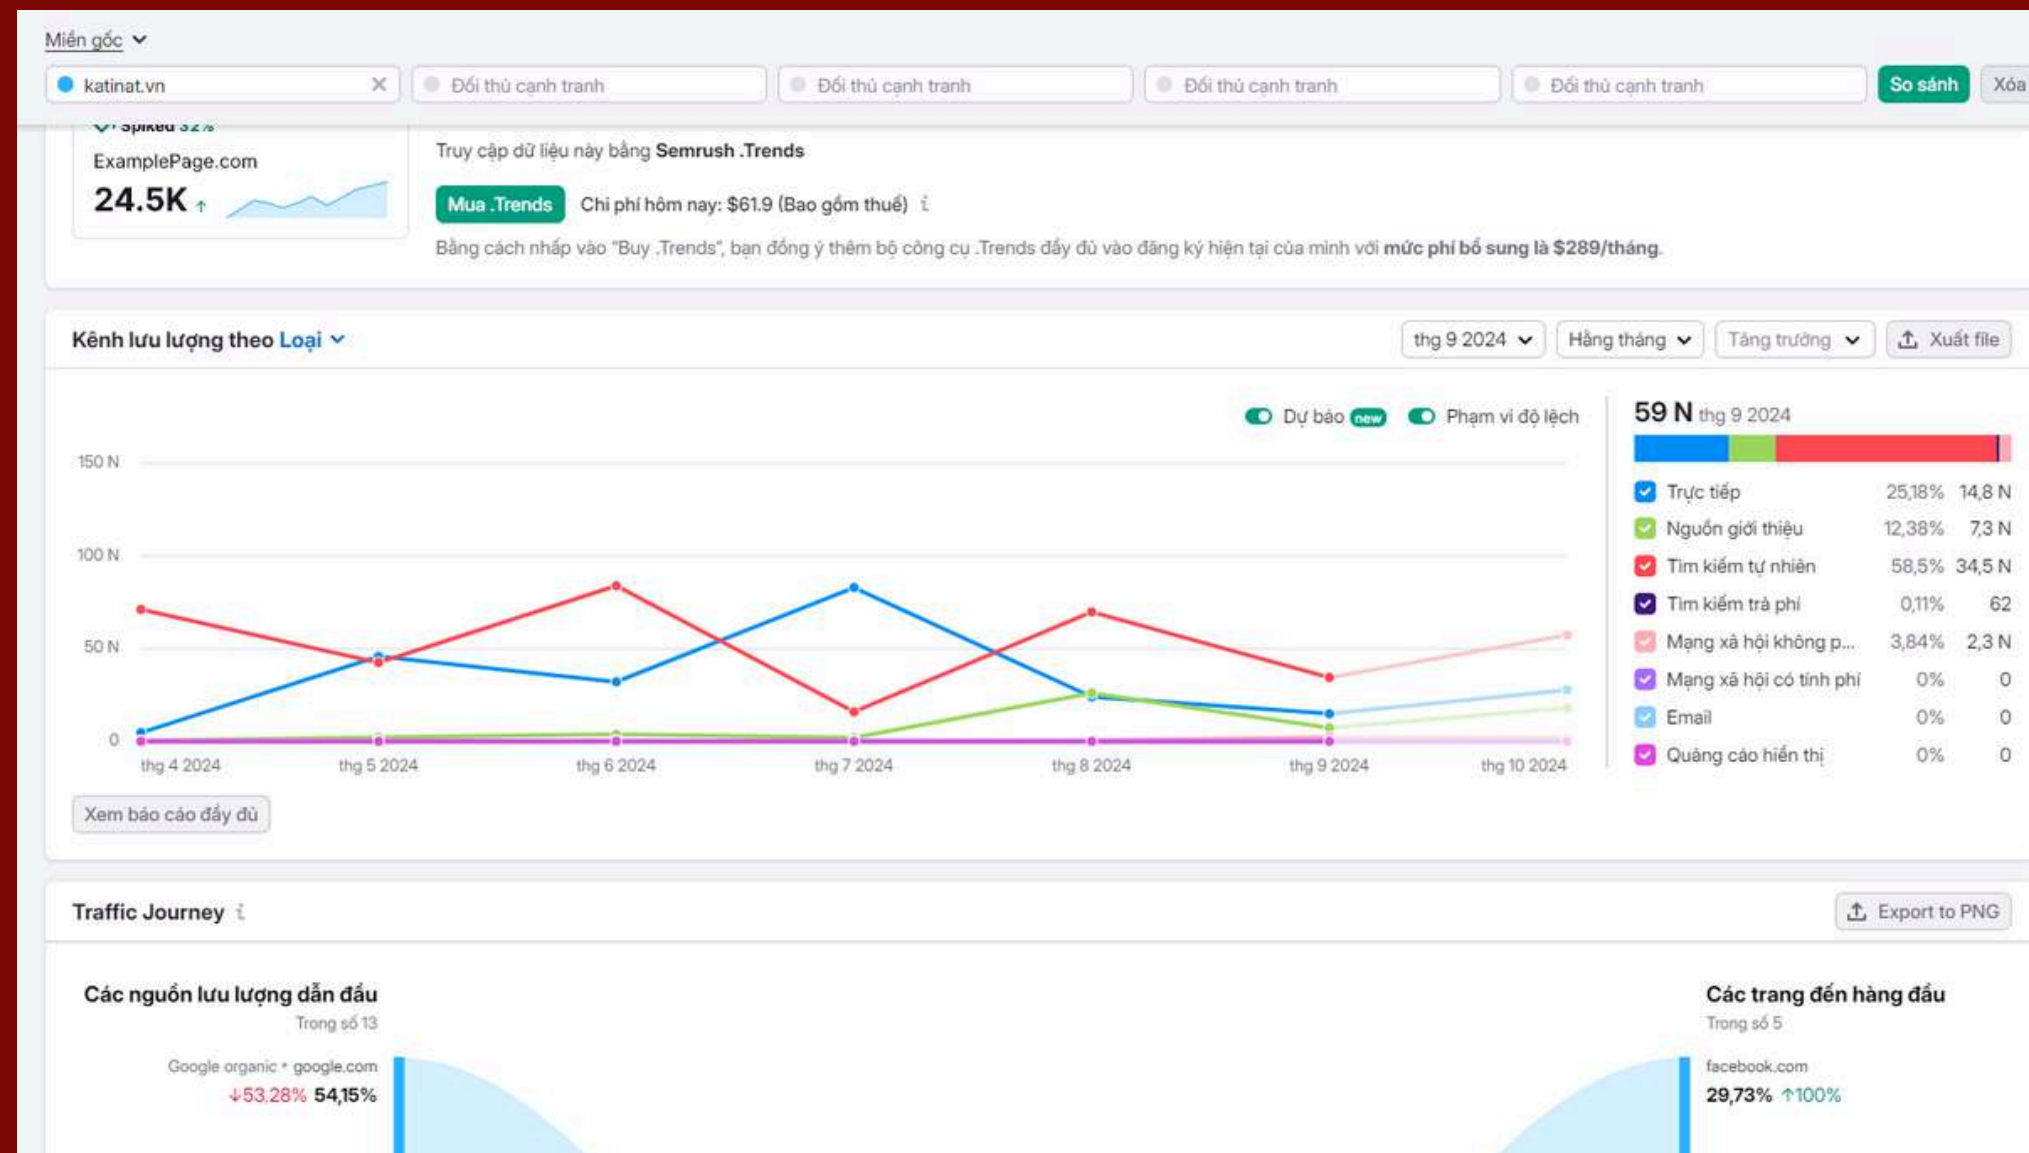 Miền gốc
katinat.vn Đối thủ cạnh tranh Đối thủ cạnh tranh Đối thủ cạnh tranh Đối thủ cạnh tranh So sánh Xóa
Spiked 32%
ExamplePage.com
24.5K
Truy cập dữ liệu này bằng Semrush .Trends
Mua .Trends Chi phí hôm nay: $61.9 (Bao gồm thuế) i
Bằng cách nhấp vào "Buy .Trends", bạn đồng ý thêm bộ công cụ .Trends đầy đủ vào đăng ký hiện tại của mình với mức phí bổ sung là $289/tháng.
Kênh lưu lượng theo Loại
thg 9 2024 Hằng tháng Tăng trưởng Xuất file
Dự báo new Phạm vi độ lệch
150 N
100 N
50 N
0
thg 4 2024 thg 5 2024 thg 6 2024 thg 7 2024 thg 8 2024 thg 9 2024 thg 10 2024
59 N thg 9 2024
Trực tiếp 25,18% 14,8 N
Nguồn giới thiệu 12,38% 7,3 N
Tìm kiếm tự nhiên 58,5% 34,5 N
Tìm kiếm trả phí 0,11% 62
Mạng xã hội không p... 3,84% 2,3 N
Mạng xã hội có tính phí 0% 0
Email 0% 0
Quảng cáo hiển thị 0% 0
Xem báo cáo đầy đủ
Traffic Journey i
Export to PNG
Các nguồn lưu lượng dẫn đầu
Trong số 13
Google organic * google.com
↓53.28% 54,15%
Các trang đến hàng đầu
Trong số 5
facebook.com
29,73% ↑100%